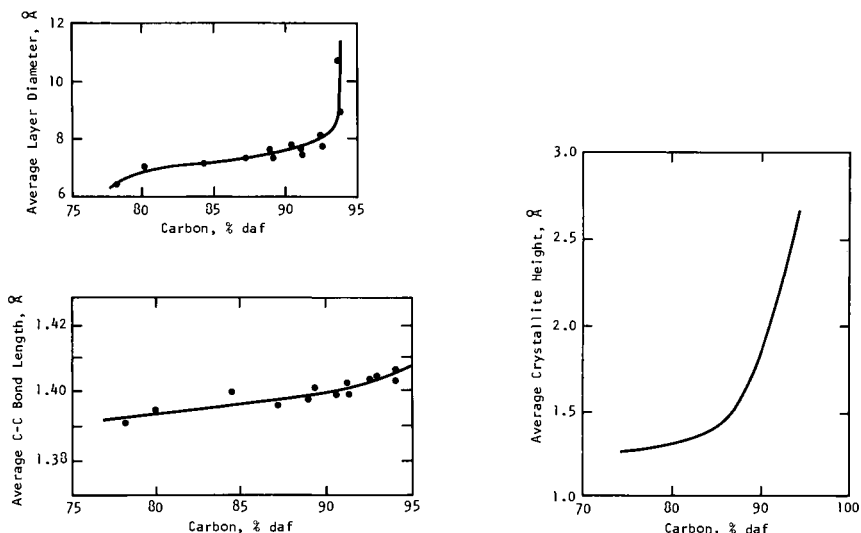 Average Layer Diameter, Å
12
10
8
6
75 80 85 90 95
Carbon, % daf
Average C-C Bond Length, Å
1.42
1.40
1.38
75 80 85 90 95
Carbon, % daf
Average Crystallite Height, Å
3.0
2.5
2.0
1.5
1.0
70 80 90 100
Carbon, % daf